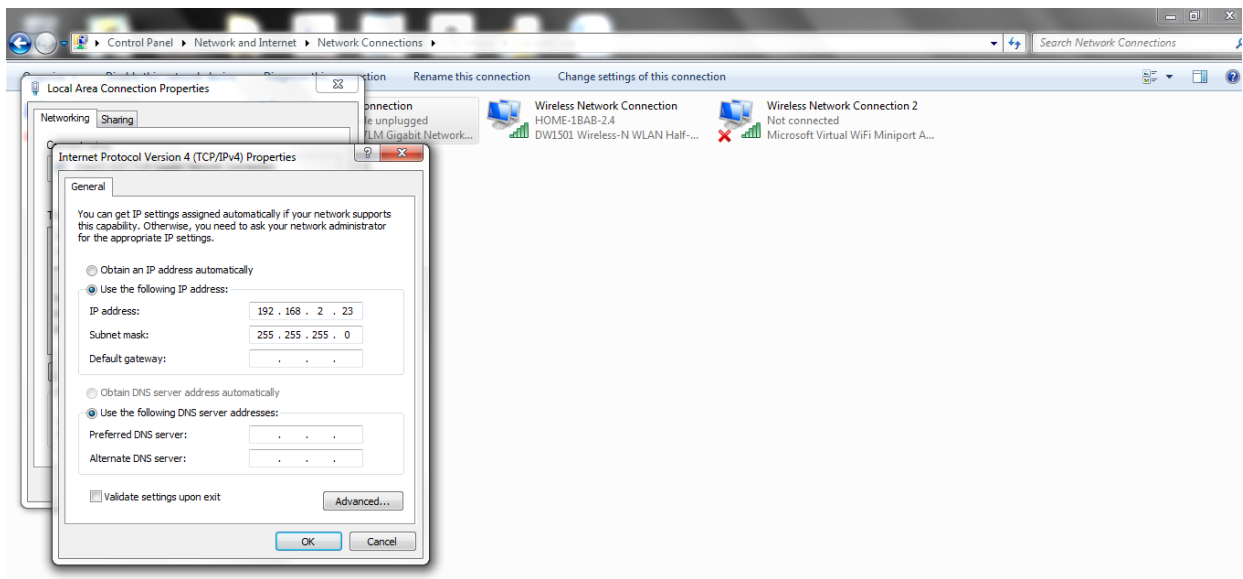 Control Panel ▸ Network and Internet ▸ Network Connections ▸
Search Network Connections
Rename this connection
Change settings of this connection
Local Area Connection Properties
Networking
Sharing
Wireless Network Connection
HOME-1BAB-2.4
DW1501 Wireless-N WLAN Half-...
Wireless Network Connection 2
Not connected
Microsoft Virtual WiFi Miniport A...
unplugged
Gigabit Network...
Internet Protocol Version 4 (TCP/IPv4) Properties
General
You can get IP settings assigned automatically if your network supports
this capability. Otherwise, you need to ask your network administrator
for the appropriate IP settings.
Obtain an IP address automatically
Use the following IP address:
IP address: 192 . 168 . 2 . 23
Subnet mask: 255 . 255 . 255 . 0
Default gateway: . . .
Obtain DNS server address automatically
Use the following DNS server addresses:
Preferred DNS server: . . .
Alternate DNS server: . . .
Validate settings upon exit
Advanced...
OK
Cancel